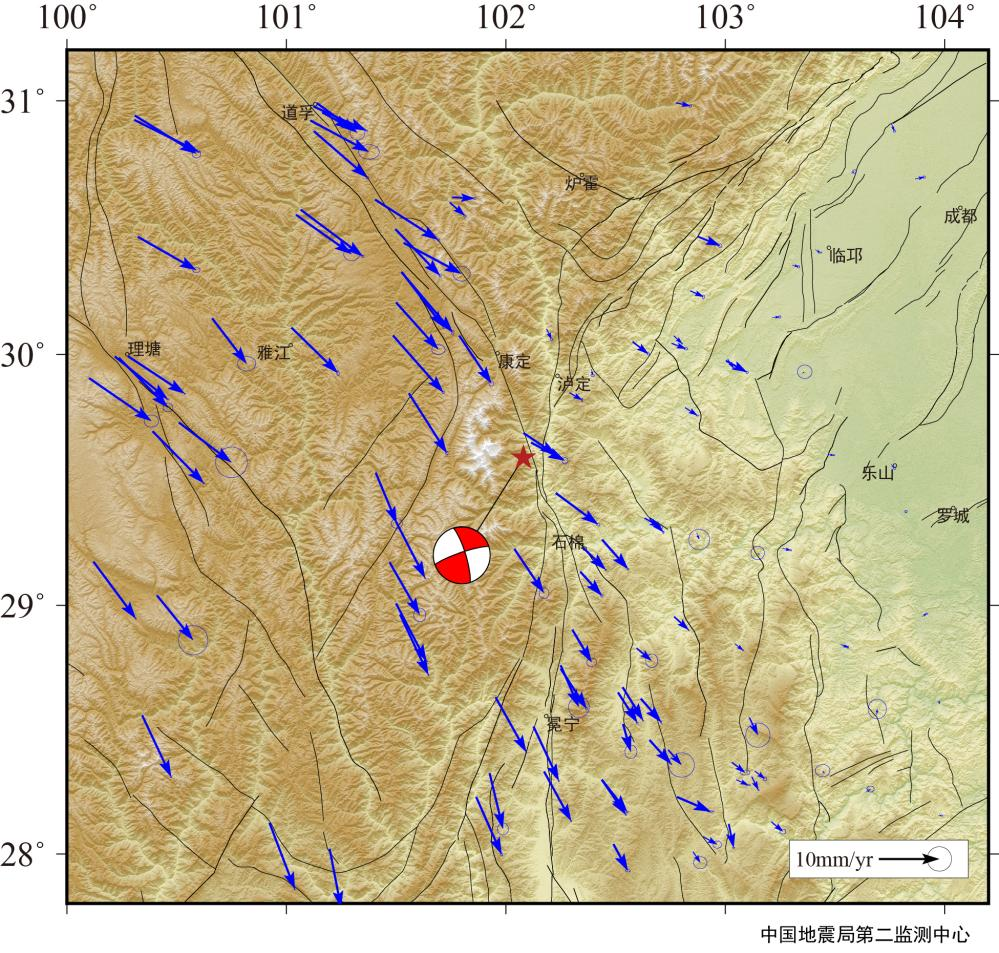 100° 101° 102° 103° 104°
31°
道孚
炉霍
成都
临邛
30°
理塘
雅江
康定
泸定
乐山
罗城
石棉
29°
冕宁
28°
10mm/yr
中国地震局第二监测中心